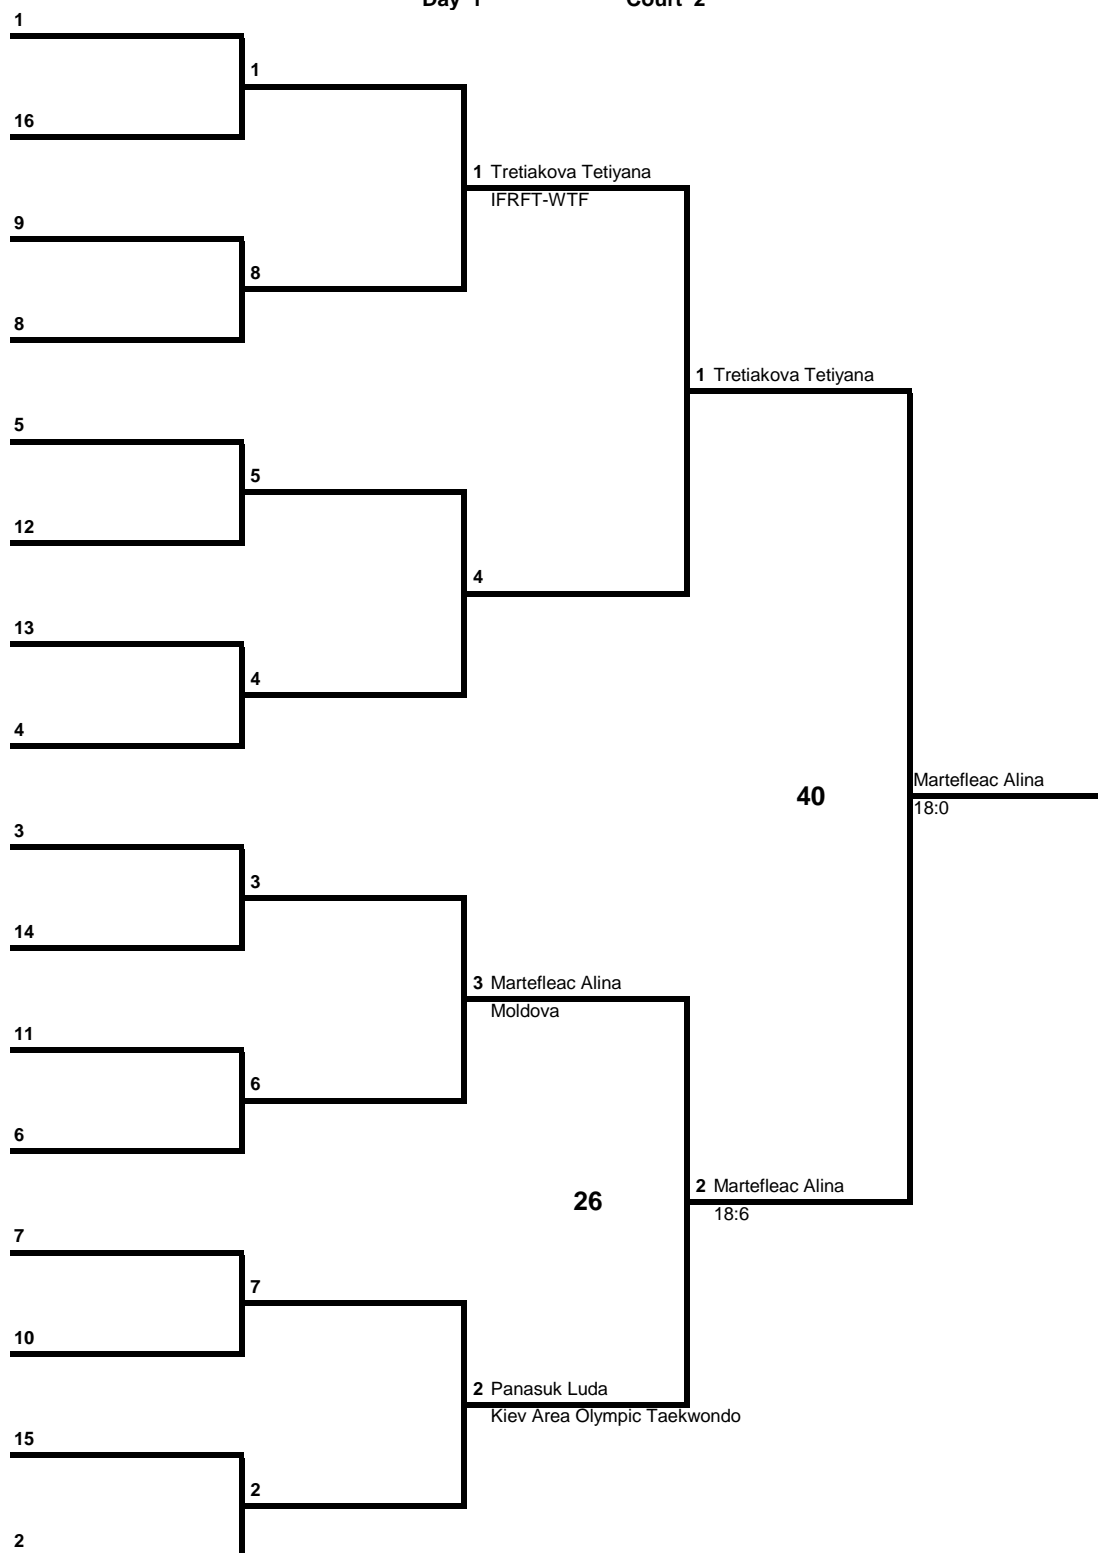 Day 1 Court 2
1
1
16
1 Tretiakova Tetiyana
IFRFT-WTF
9
8
8
1 Tretiakova Tetiyana
5
5
12
4
13
4
4
40
Martefleac Alina
18:0
3
3
14
3 Martefleac Alina
Moldova
11
6
6
26
2 Martefleac Alina
18:6
7
7
10
2 Panasuk Luda
Kiev Area Olympic Taekwondo
15
2
2